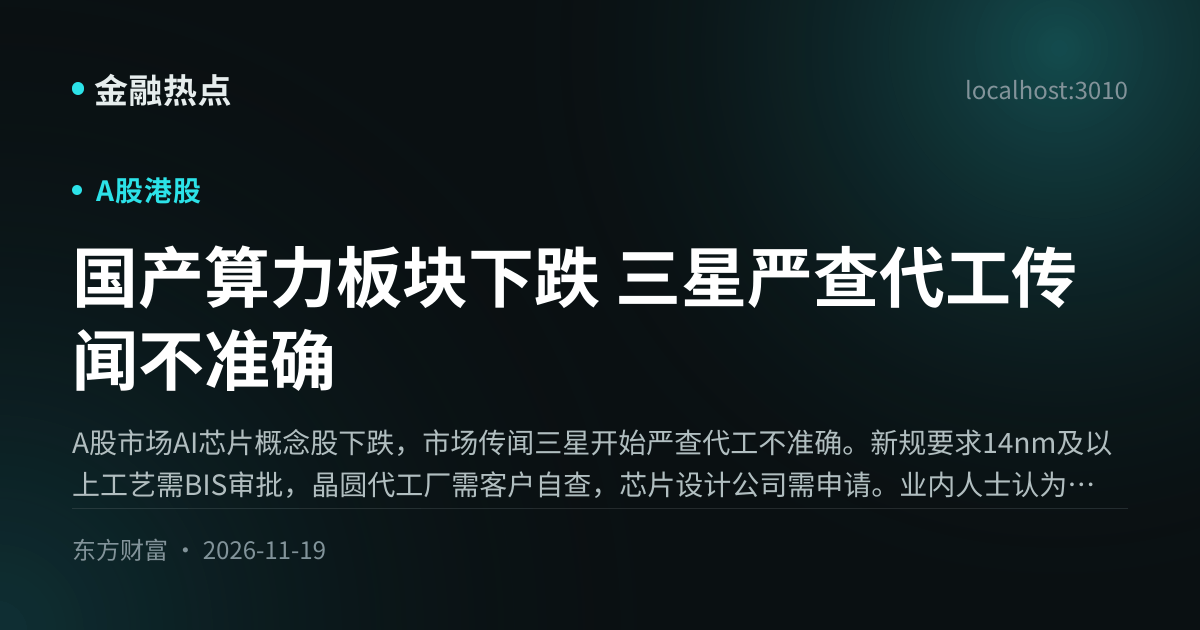 金融热点
localhost:3010
A股港股
国产算力板块下跌 三星严查代工传
闻不准确
A股市场AI芯片概念股下跌，市场传闻三星开始严查代工不准确。新规要求14nm及以
上工艺需BIS审批，晶圆代工厂需客户自查，芯片设计公司需申请。业内人士认为…
东方财富 • 2026-11-19